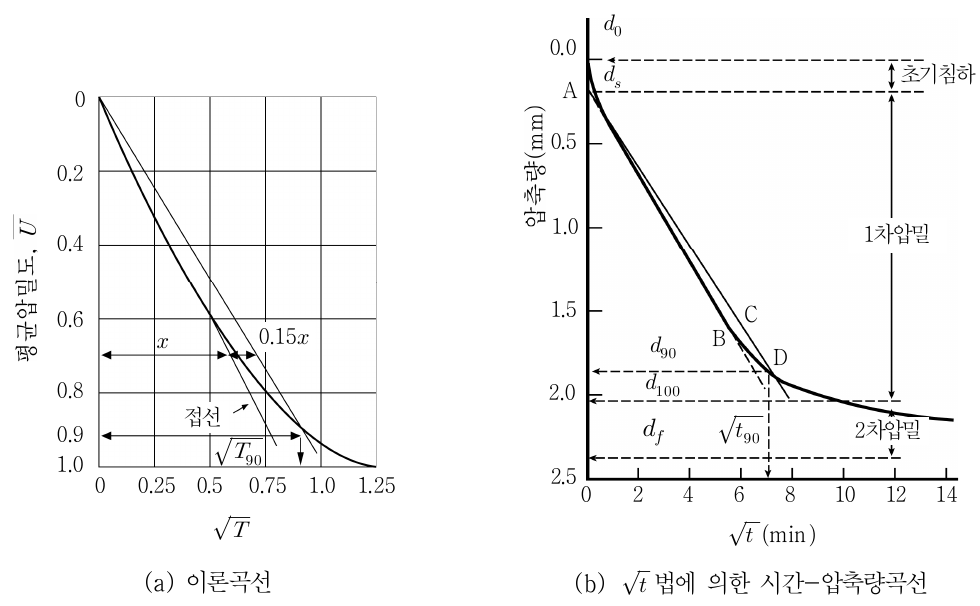 0
0.2
0.4
0.6
0.8
0.9
1.0
평균압밀도, U̅
x
0.15x
접선
√T₉₀
0 0.25 0.5 0.75 1.0 1.25
√T
(a) 이론곡선
d₀
0.0
dₛ
초기침하
A
0.5
1.0
1.5
2.0
2.5
압축량(mm)
1차압밀
C
B
d₉₀
D
d₁₀₀
d_f
√t₉₀
2차압밀
0 2 4 6 8 10 12 14
√t (min)
(b) √t 법에 의한 시간-압축량곡선